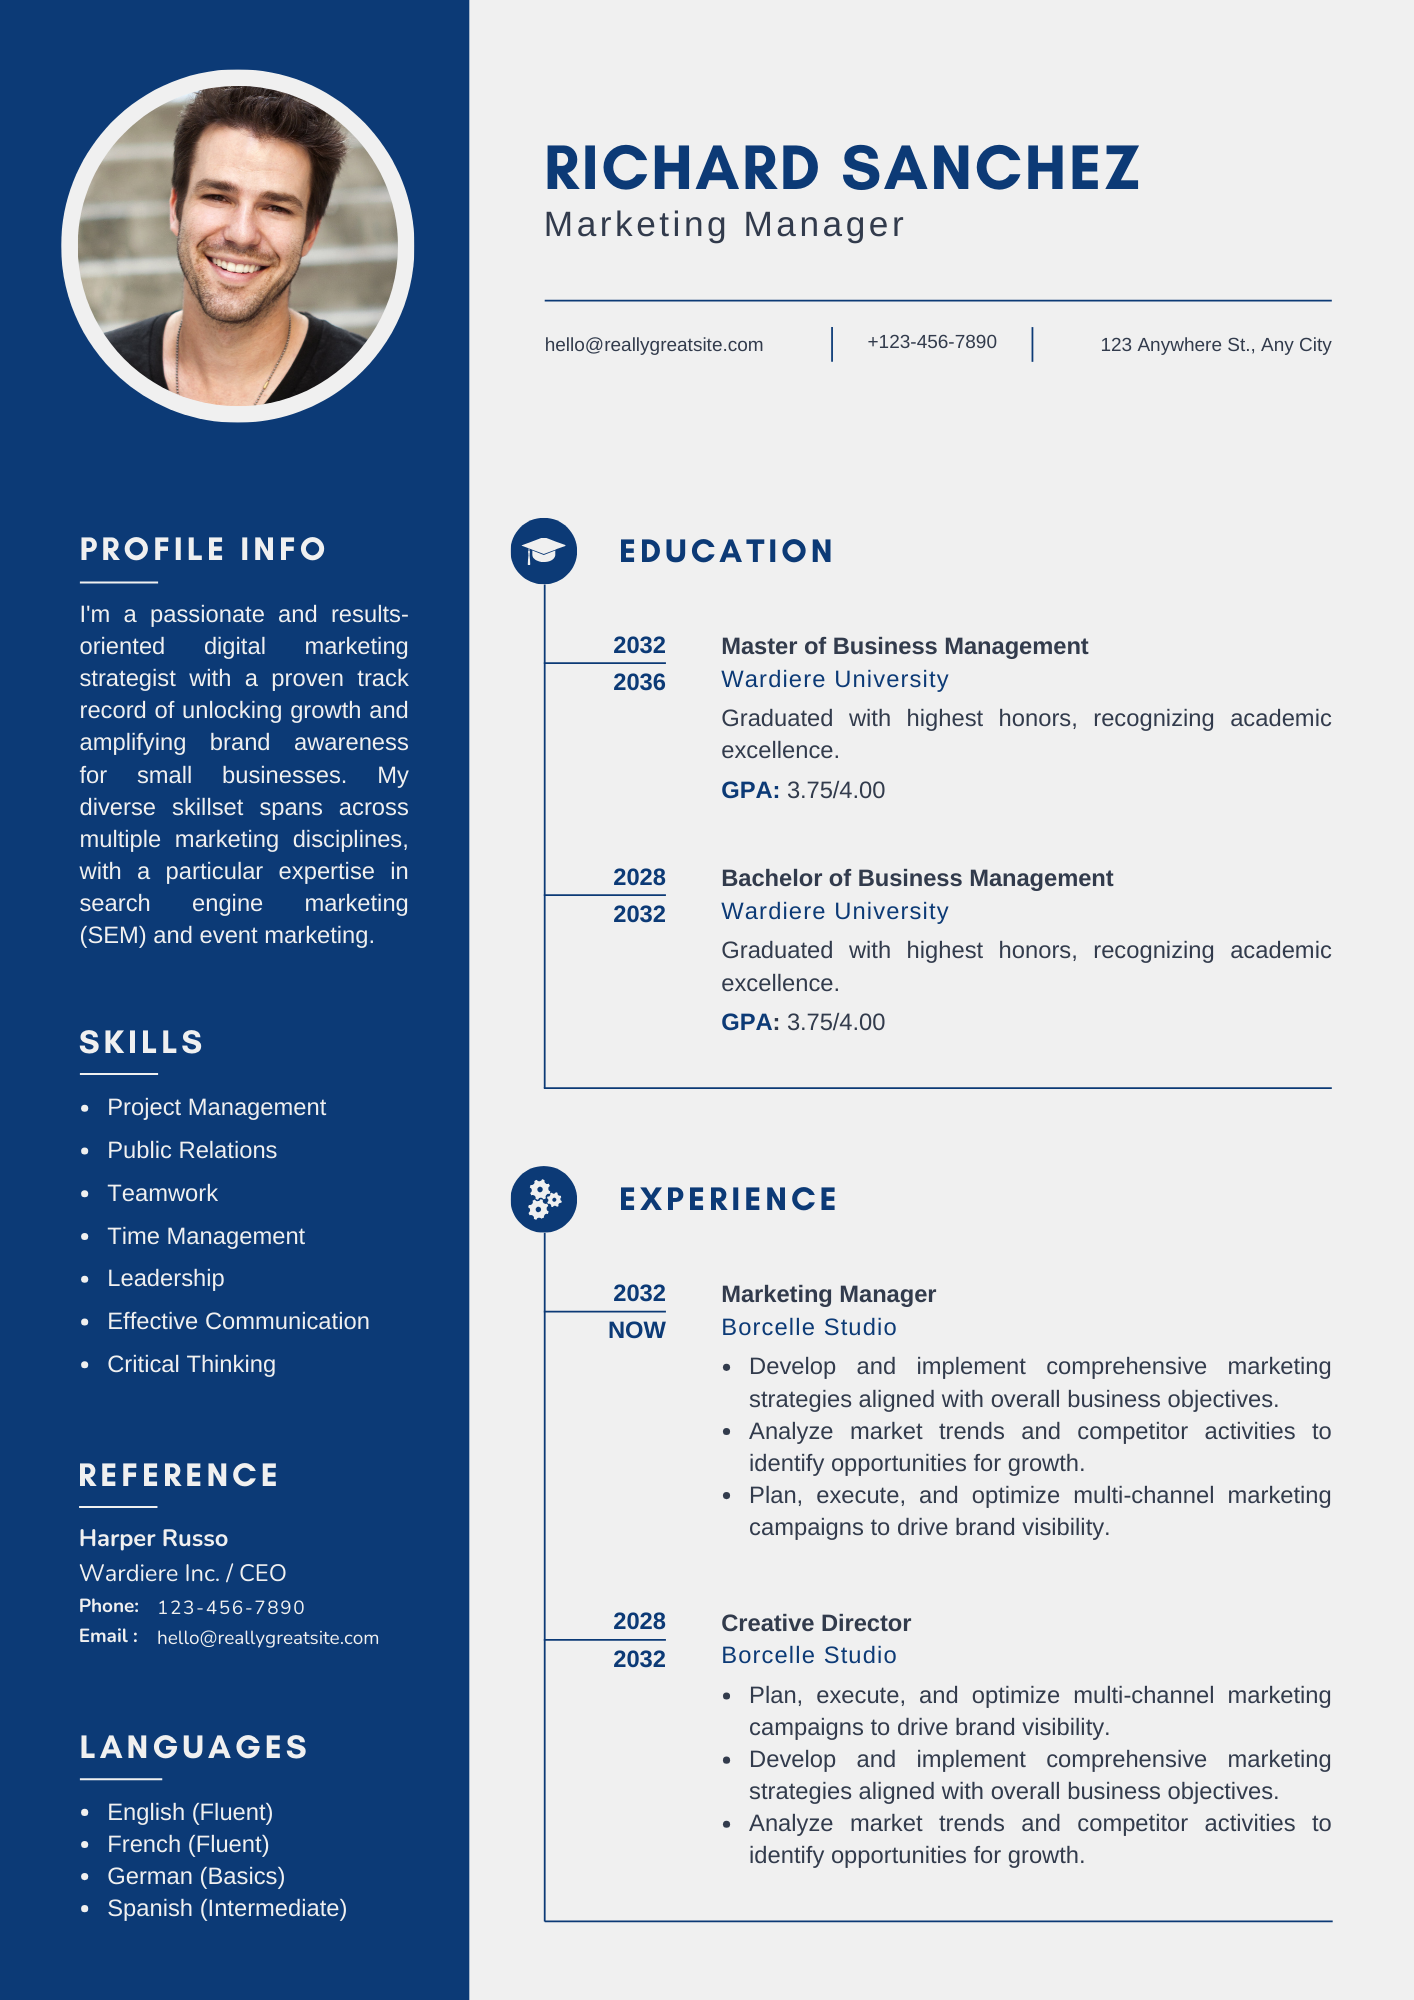 RICHARD SANCHEZ
Marketing Manager
hello@reallygreatsite.com
+123-456-7890
123 Anywhere St., Any City
PROFILE INFO
I'm a passionate and results-
oriented digital marketing
strategist with a proven track
record of unlocking growth and
amplifying brand awareness
for small businesses. My
diverse skillset spans across
multiple marketing disciplines,
with a particular expertise in
search engine marketing
(SEM) and event marketing.
SKILLS
• Project Management
• Public Relations
• Teamwork
• Time Management
• Leadership
• Effective Communication
• Critical Thinking
REFERENCE
Harper Russo
Wardiere Inc. / CEO
Phone: 123-456-7890
Email : hello@reallygreatsite.com
LANGUAGES
• English (Fluent)
• French (Fluent)
• German (Basics)
• Spanish (Intermediate)
EDUCATION
2032
2036
Master of Business Management
Wardiere University
Graduated with highest honors, recognizing academic
excellence.
GPA: 3.75/4.00
2028
2032
Bachelor of Business Management
Wardiere University
Graduated with highest honors, recognizing academic
excellence.
GPA: 3.75/4.00
EXPERIENCE
2032
NOW
Marketing Manager
Borcelle Studio
• Develop and implement comprehensive marketing
strategies aligned with overall business objectives.
• Analyze market trends and competitor activities to
identify opportunities for growth.
• Plan, execute, and optimize multi-channel marketing
campaigns to drive brand visibility.
2028
2032
Creative Director
Borcelle Studio
• Plan, execute, and optimize multi-channel marketing
campaigns to drive brand visibility.
• Develop and implement comprehensive marketing
strategies aligned with overall business objectives.
• Analyze market trends and competitor activities to
identify opportunities for growth.